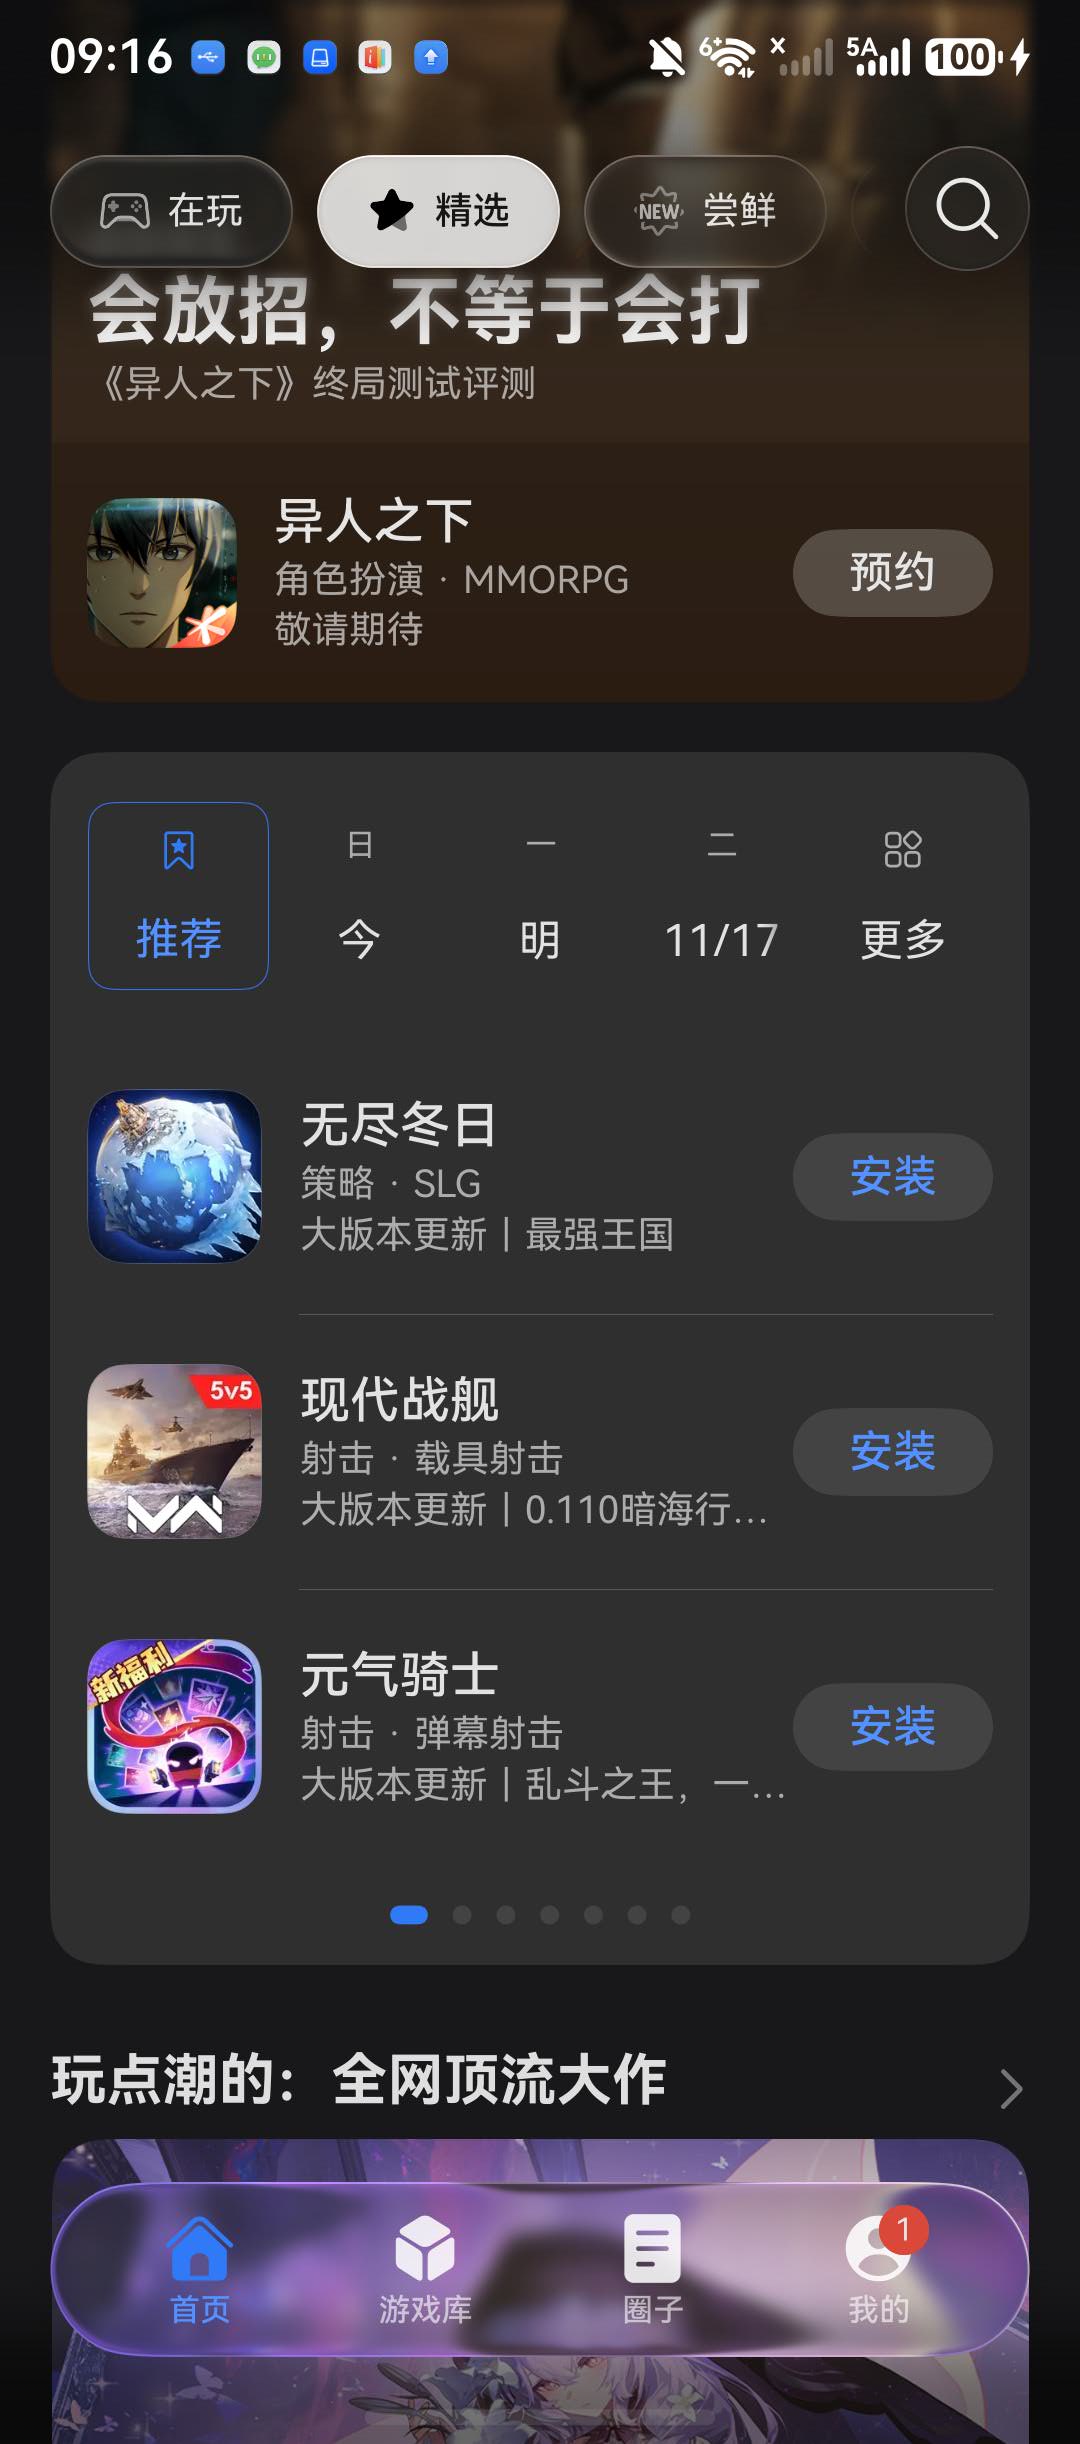 09:16
6+
5A
100
在玩
精选
NEW
尝鲜
会放招，不等于会打
《异人之下》终局测试评测
异人之下
角色扮演 · MMORPG
敬请期待
预约
推荐
日
今
一
明
二
11/17
更多
无尽冬日
策略 · SLG
大版本更新 | 最强王国
安装
5v5
现代战舰
射击 · 载具射击
大版本更新 | 0.110暗海行…
安装
新福利
元气骑士
射击 · 弹幕射击
大版本更新 | 乱斗之王，一…
安装
玩点潮的：全网顶流大作
首页
游戏库
圈子
1
我的